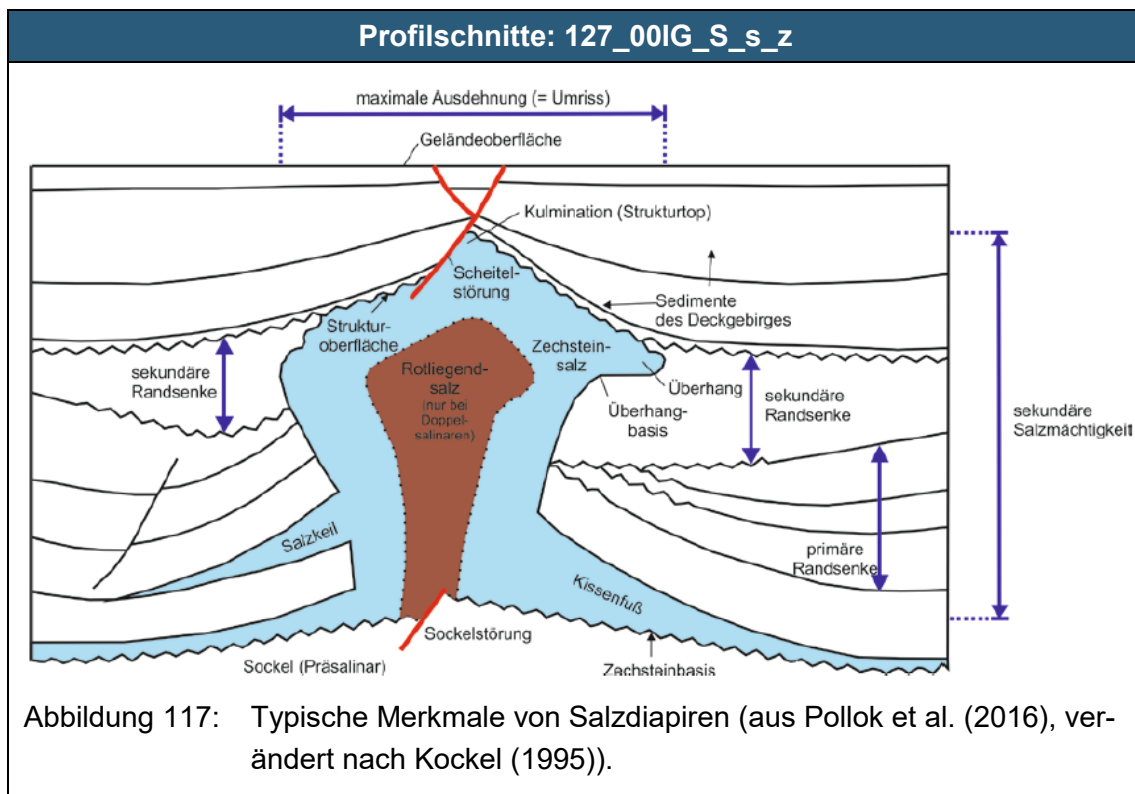 Profilschnitte: 127_00IG_S_s_z
maximale Ausdehnung (= Umriss)
Geländeoberfläche
Kulmination (Strukturtop)
Scheitel-
störung
Sedimente
des Deckgebirges
Struktur-
oberfläche
Zechstein-
salz
sekundäre
Randsenke
Rotliegend-
salz
(nur bei
Doppel-
salinaren)
Überhang
Überhang-
basis
sekundäre
Randsenke
sekundäre
Salzmächtigkeit
Salzkeil
primäre
Randsenke
Kissenfuß
Sockelstörung
Sockel (Präsalinar)
Zechsteinbasis
Abbildung 117: Typische Merkmale von Salzdiapiren (aus Pollok et al. (2016), ver-
ändert nach Kockel (1995)).